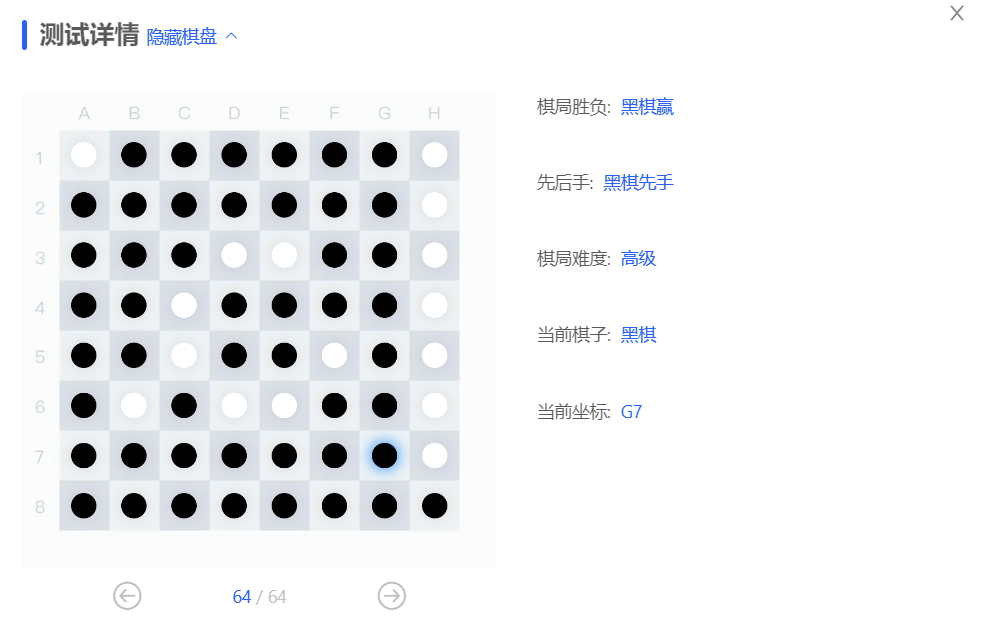 测试详情 隐藏棋盘
A B C D E F G H
1
2
3
4
5
6
7
8
64 / 64
棋局胜负: 黑棋赢
先后手: 黑棋先手
棋局难度: 高级
当前棋子: 黑棋
当前坐标: G7